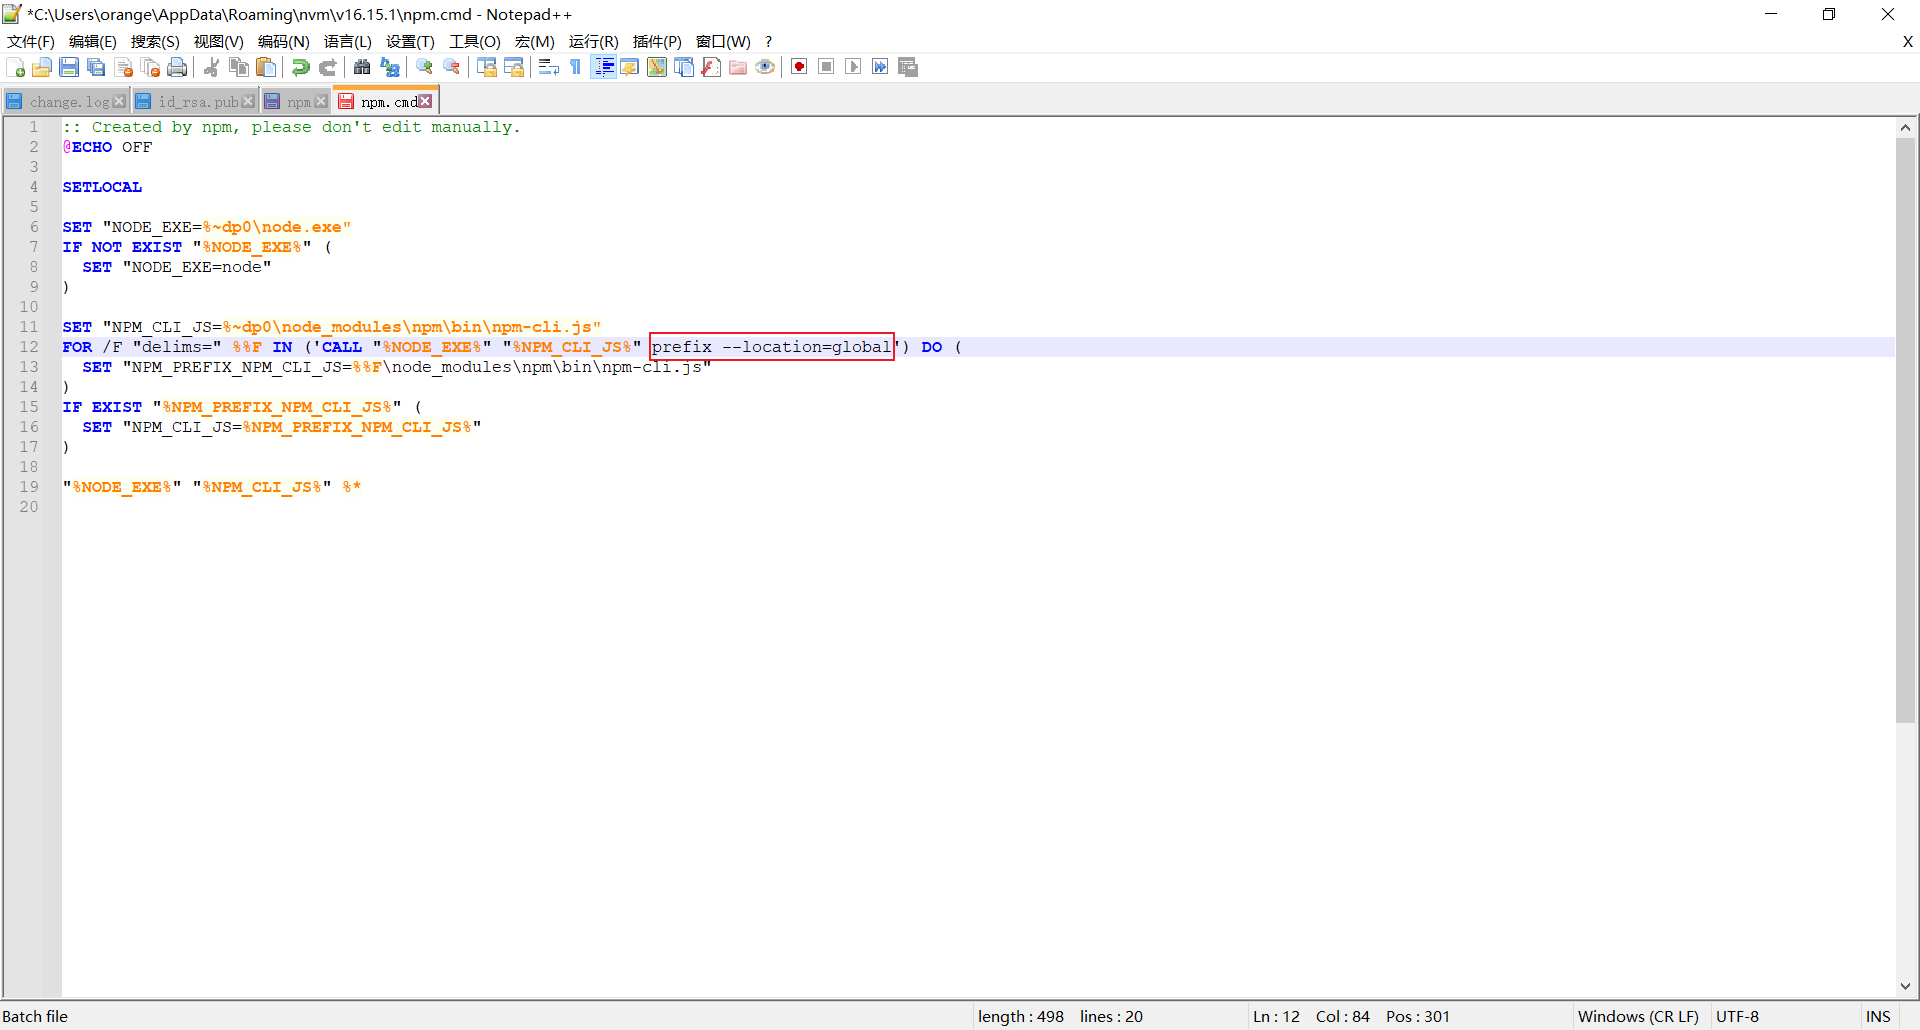 *C:\Users\orange\AppData\Roaming\nvm\v16.15.1\npm.cmd - Notepad++
文件(F) 编辑(E) 搜索(S) 视图(V) 编码(N) 语言(L) 设置(T) 工具(O) 宏(M) 运行(R) 插件(P) 窗口(W) ? X
change.log id_rsa.pub npm npm.cmd
1 :: Created by npm, please don't edit manually.
2 @ECHO OFF
3
4 SETLOCAL
5
6 SET "NODE_EXE=%~dp0\node.exe"
7 IF NOT EXIST "%NODE_EXE%" (
8   SET "NODE_EXE=node"
9 )
10
11 SET "NPM_CLI_JS=%~dp0\node_modules\npm\bin\npm-cli.js"
12 FOR /F "delims=" %%F IN ('CALL "%NODE_EXE%" "%NPM_CLI_JS%" prefix --location=global') DO (
13   SET "NPM_PREFIX_NPM_CLI_JS=%%F\node_modules\npm\bin\npm-cli.js"
14 )
15 IF EXIST "%NPM_PREFIX_NPM_CLI_JS%" (
16   SET "NPM_CLI_JS=%NPM_PREFIX_NPM_CLI_JS%"
17 )
18
19 "%NODE_EXE%" "%NPM_CLI_JS%" %*
20
Batch file length : 498 lines : 20 Ln : 12 Col : 84 Pos : 301 Windows (CR LF) UTF-8 INS